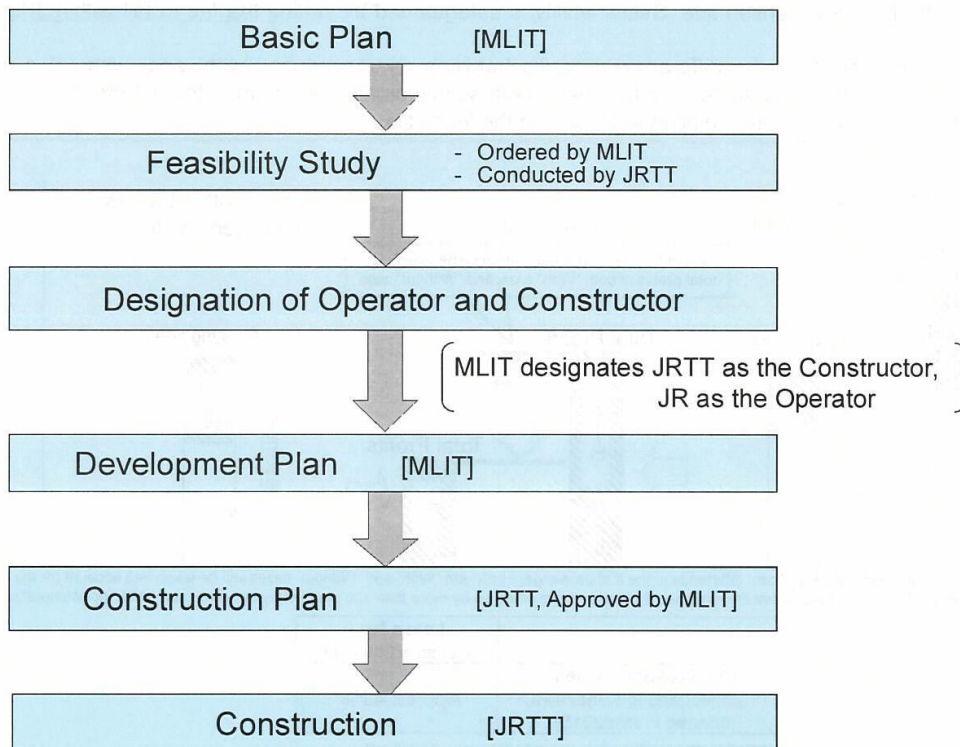 Basic Plan [MLIT]
Feasibility Study
- Ordered by MLIT
- Conducted by JRTT
Designation of Operator and Constructor
MLIT designates JRTT as the Constructor,
JR as the Operator
Development Plan [MLIT]
Construction Plan [JRTT, Approved by MLIT]
Construction [JRTT]